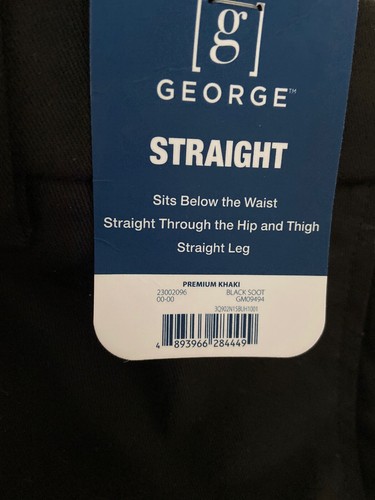 g
GEORGE™
STRAIGHT
Sits Below the Waist
Straight Through the Hip and Thigh
Straight Leg
PREMIUM KHAKI
23002096 BLACK SOOT
00-00 GM09494
3Q902N15BUH1001
4 893966 284449